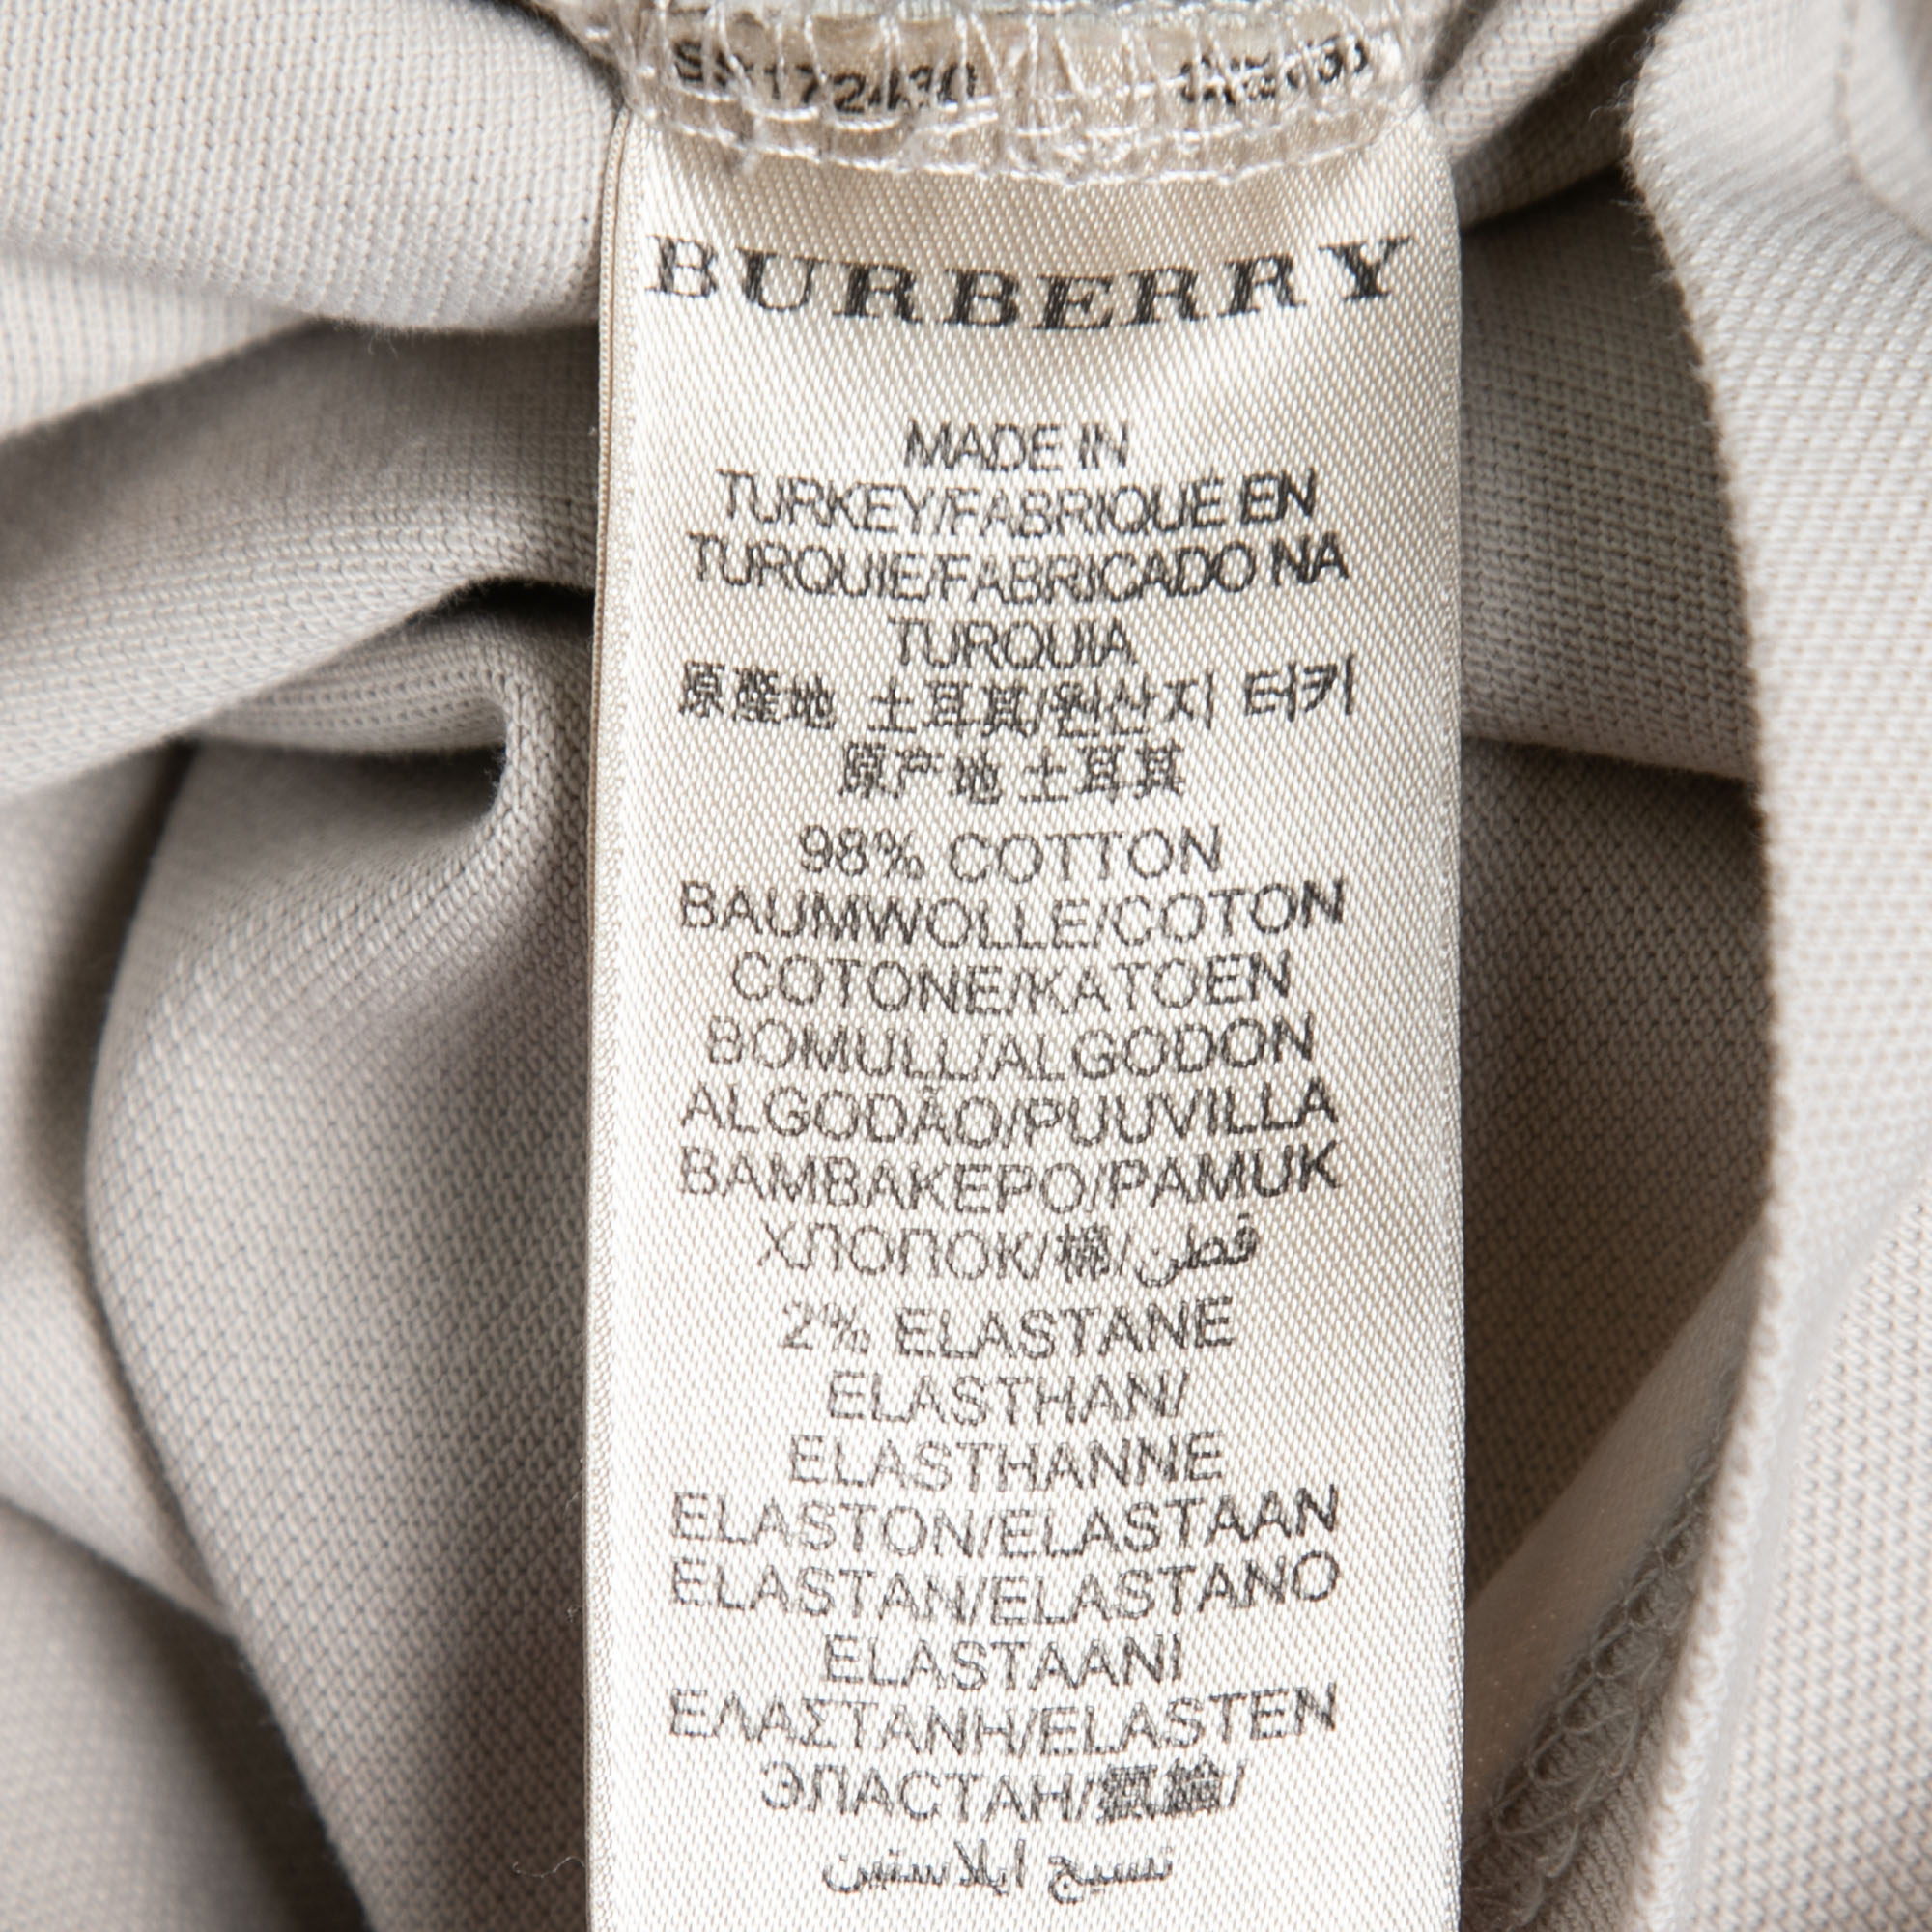 BURBERRY
MADE IN
TURKEY/FABRIQUE EN
TURQUIE/FABRICADO NA
TURQUIA
原產地 土耳其/원산지 터키
原产地 土耳其
98% COTTON
BAUMWOLLE/COTON
COTONE/KATOEN
BOMULL/ALGODON
ALGODÃO/PUUVILLA
BAMBAKEPO/PAMUK
ХЛОПОК/棉/قطن
2% ELASTANE
ELASTHAN/
ELASTHANNE
ELASTON/ELASTAAN
ELASTAN/ELASTANO
ELASTAANI
ΕΛΑΣΤΑΝΗ/ELASTEN
ЭЛАСТАН/氨綸/
نسيج ايلاستين